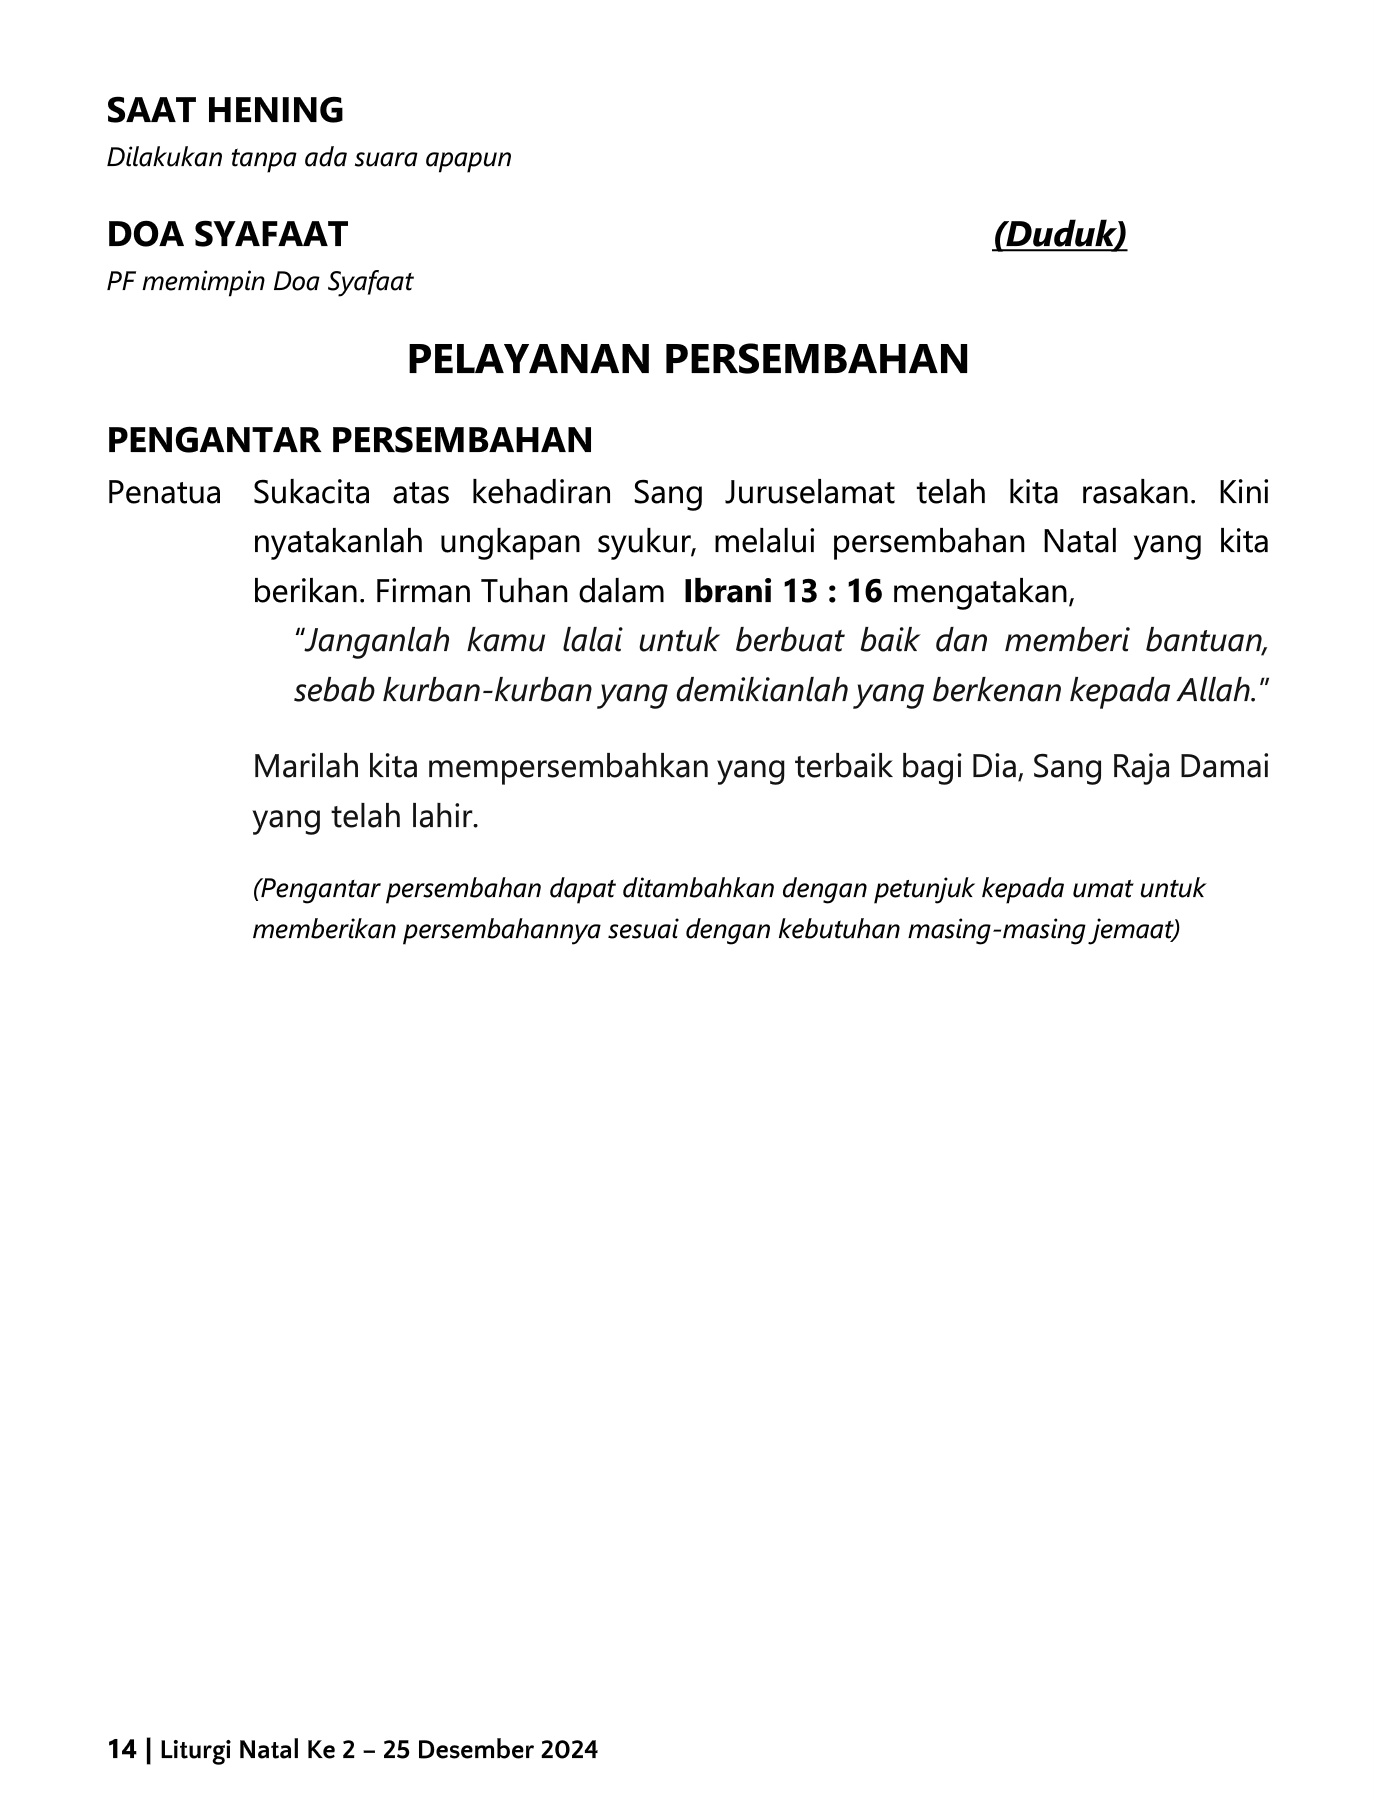 SAAT HENING
Dilakukan tanpa ada suara apapun
DOA SYAFAAT (Duduk)
PF memimpin Doa Syafaat
PELAYANAN PERSEMBAHAN
PENGANTAR PERSEMBAHAN
Penatua Sukacita atas kehadiran Sang Juruselamat telah kita rasakan. Kini
nyatakanlah ungkapan syukur, melalui persembahan Natal yang kita
berikan. Firman Tuhan dalam Ibrani 13 : 16 mengatakan,
“Janganlah kamu lalai untuk berbuat baik dan memberi bantuan,
sebab kurban-kurban yang demikianlah yang berkenan kepada Allah.”
Marilah kita mempersembahkan yang terbaik bagi Dia, Sang Raja Damai
yang telah lahir.
(Pengantar persembahan dapat ditambahkan dengan petunjuk kepada umat untuk
memberikan persembahannya sesuai dengan kebutuhan masing-masing jemaat)
14 | Liturgi Natal Ke 2 – 25 Desember 2024